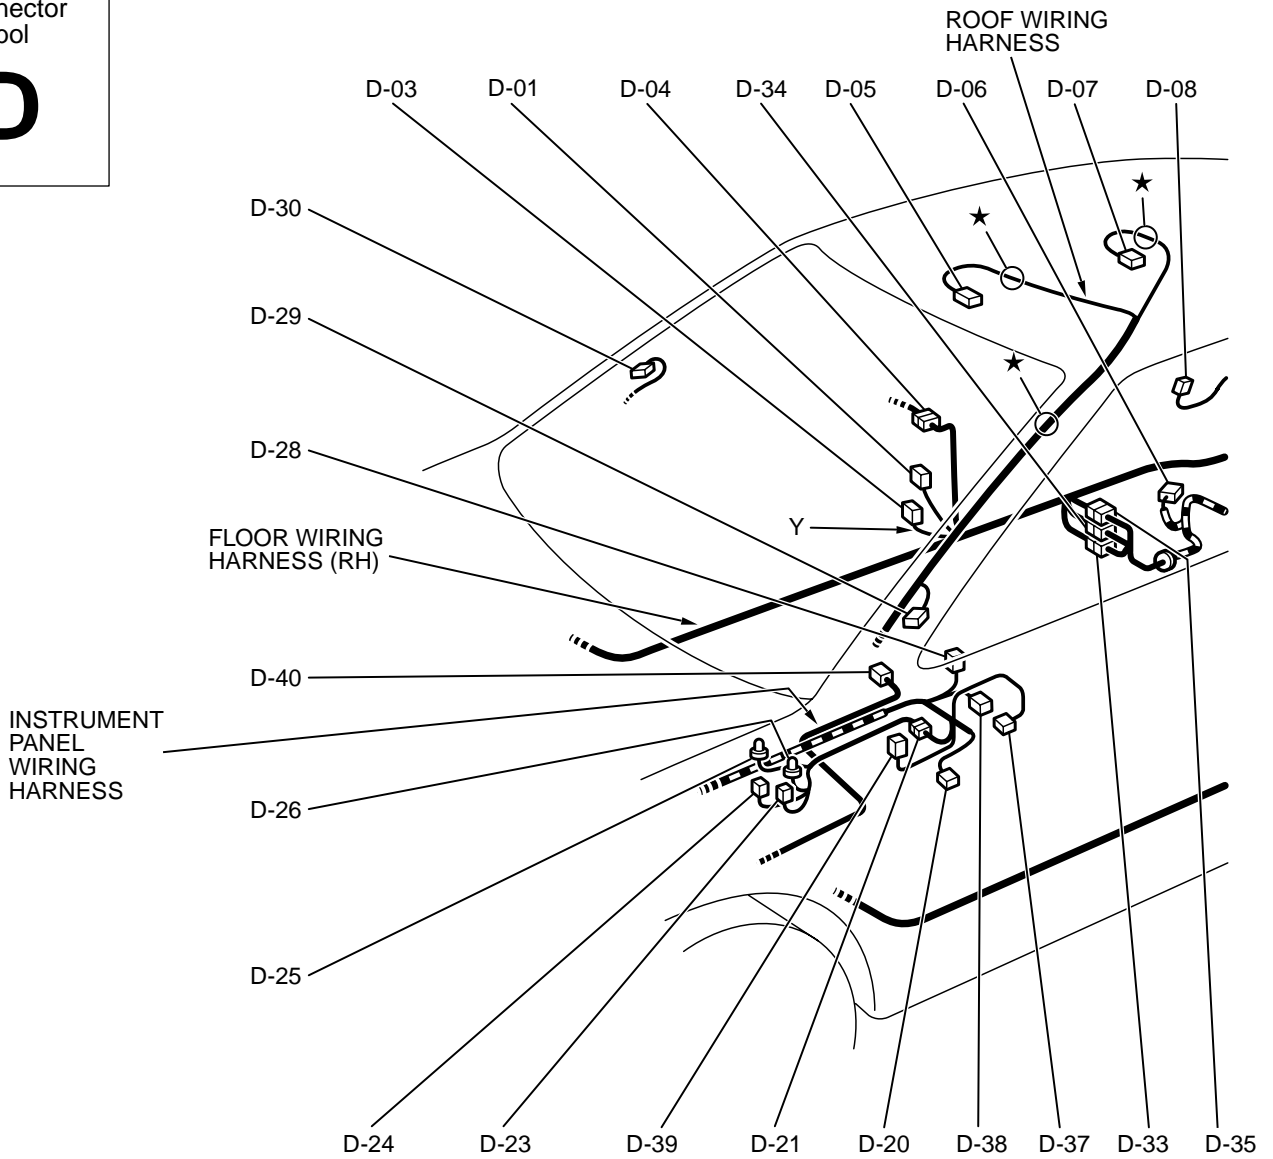 nector
ool
D
ROOF WIRING
HARNESS
D-03
D-01
D-04
D-34
D-05
D-06
D-07
D-08
D-30
D-29
D-28
Y
FLOOR WIRING
HARNESS (RH)
D-40
INSTRUMENT
PANEL
WIRING
HARNESS
D-26
D-25
D-24
D-23
D-39
D-21
D-20
D-38
D-37
D-33
D-35